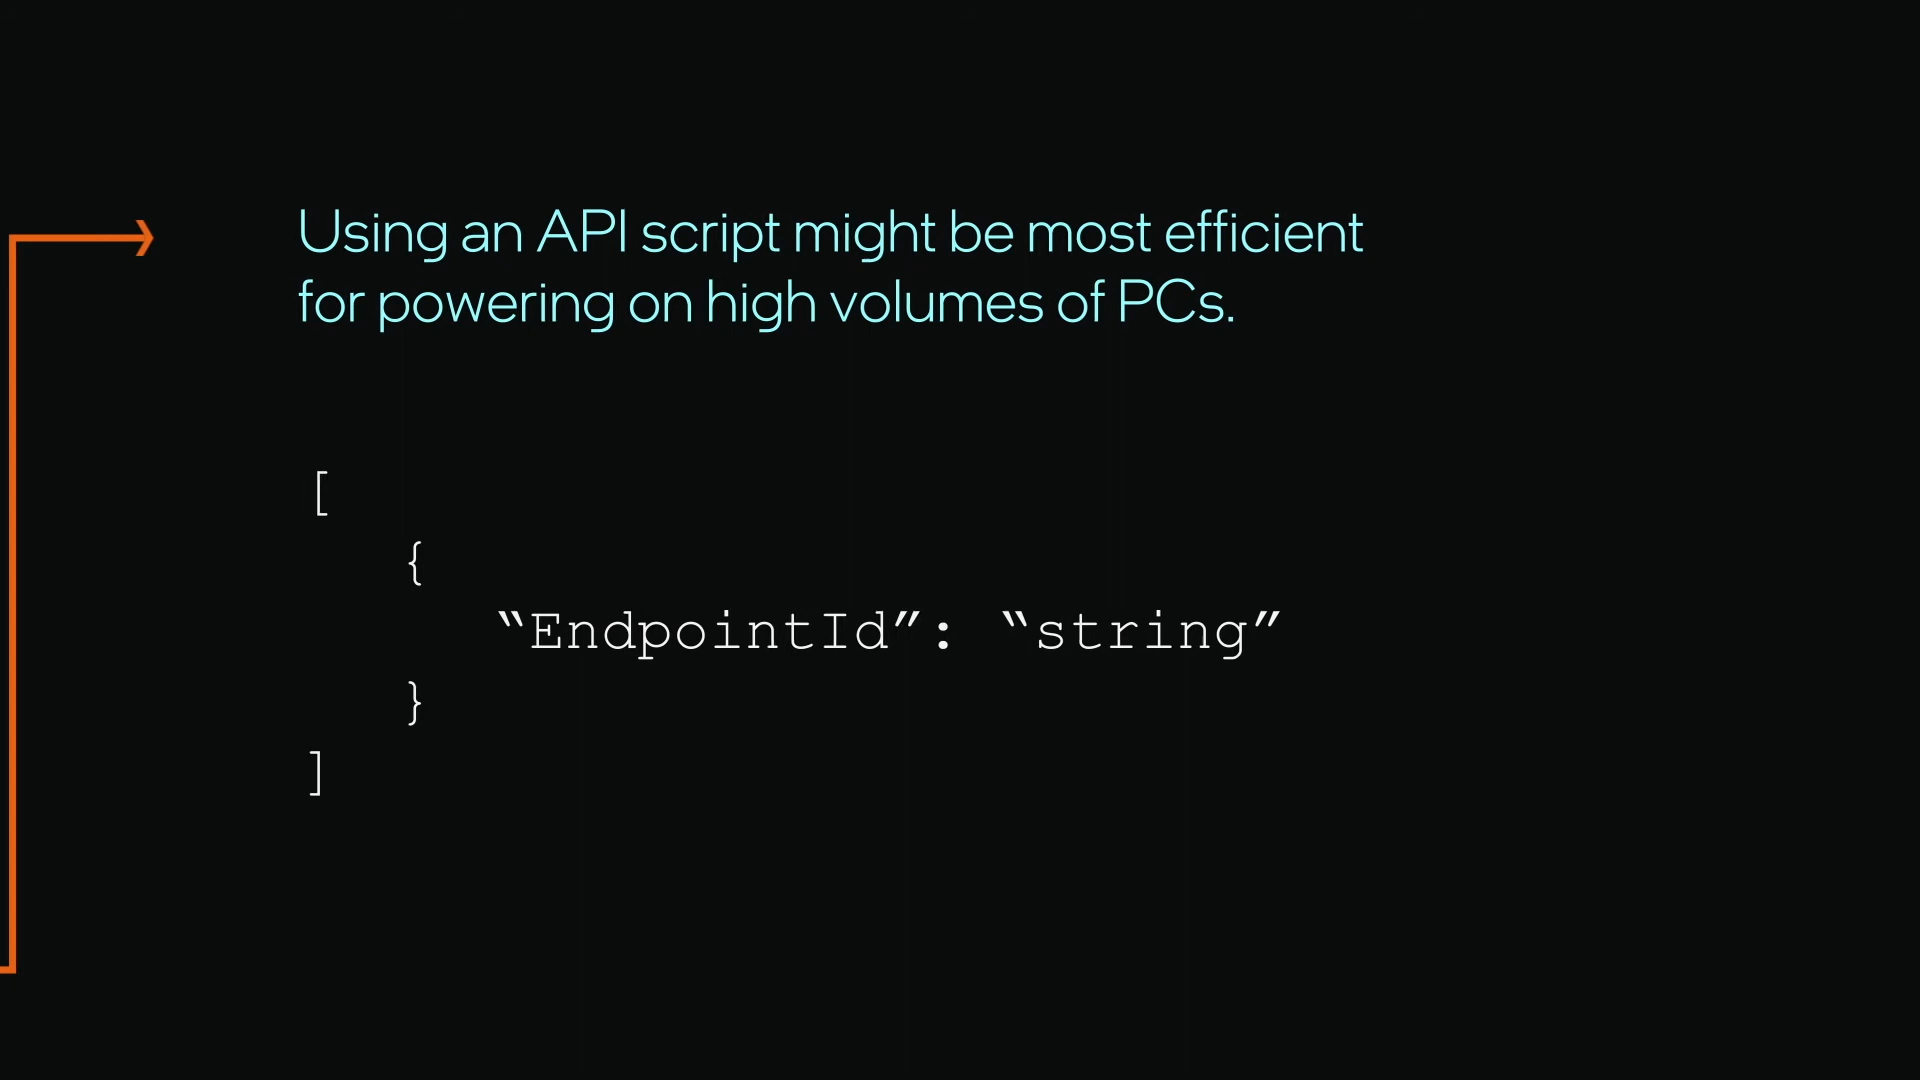 Using an API script might be most efficient
for powering on high volumes of PCs.
[
{
“EndpointId”: “string”
}
]